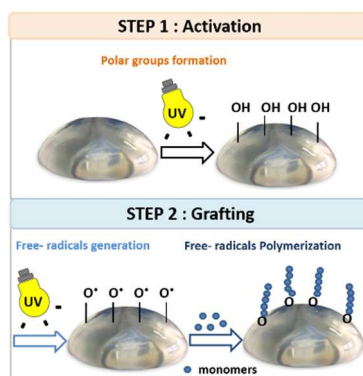 STEP 1 : Activation
Polar groups formation
UV
OH OH OH OH
STEP 2 : Grafting
Free- radicals generation
Free- radicals Polymerization
UV
O• O• O• O•
O O O O
monomers